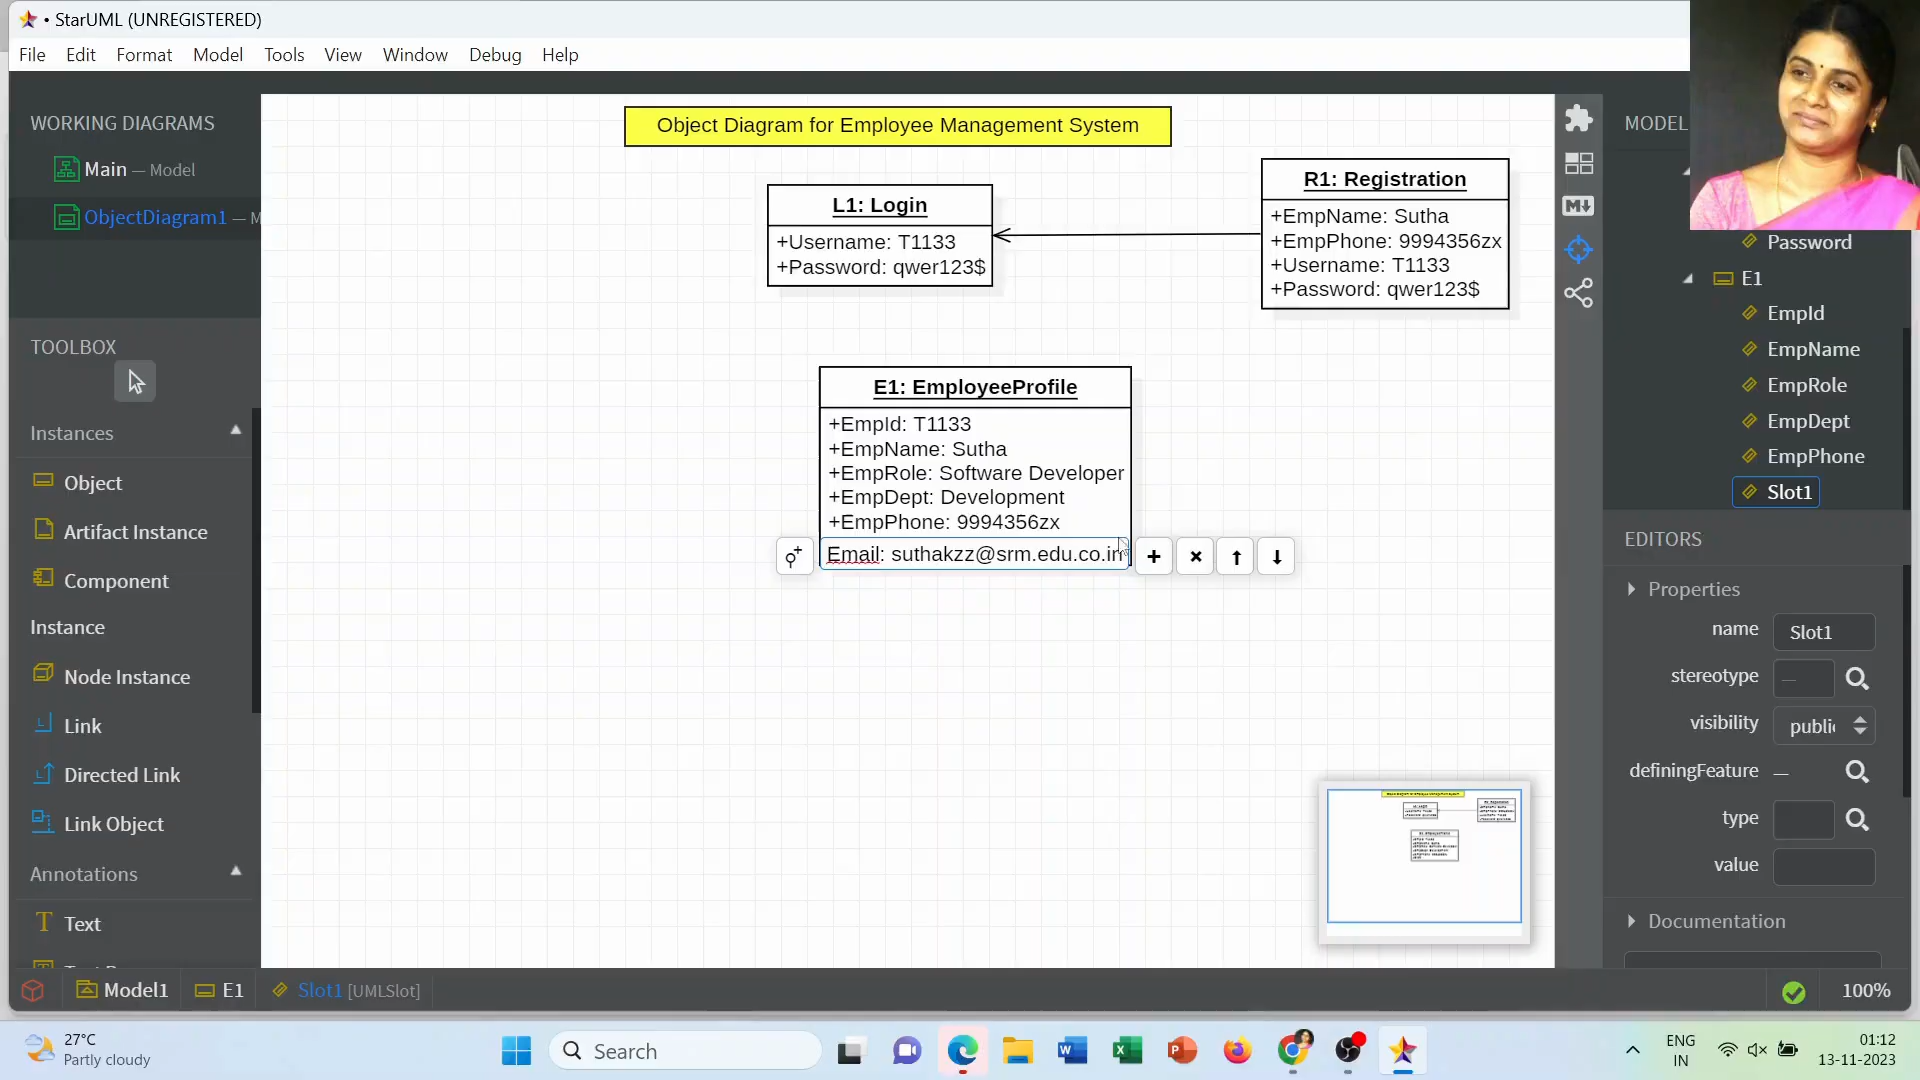 • StarUML (UNREGISTERED)
File Edit Format Model Tools View Window Debug Help
WORKING DIAGRAMS
Main — Model
ObjectDiagram1 — M
TOOLBOX
Instances
Object
Artifact Instance
Component
Instance
Node Instance
Link
Directed Link
Link Object
Annotations
Text
Object Diagram for Employee Management System
L1: Login
+Username: T1133
+Password: qwer123$
R1: Registration
+EmpName: Sutha
+EmpPhone: 9994356zx
+Username: T1133
+Password: qwer123$
E1: EmployeeProfile
+EmpId: T1133
+EmpName: Sutha
+EmpRole: Software Developer
+EmpDept: Development
+EmpPhone: 9994356zx
Email: suthakzz@srm.edu.co.in
MODEL
Password
E1
EmpId
EmpName
EmpRole
EmpDept
EmpPhone
Slot1
EDITORS
Properties
name Slot1
stereotype —
visibility public
definingFeature —
type
value
Documentation
Model1 E1 Slot1 [UMLSlot]
100%
27°C
Partly cloudy
Search
ENG
IN
01:12
13-11-2023